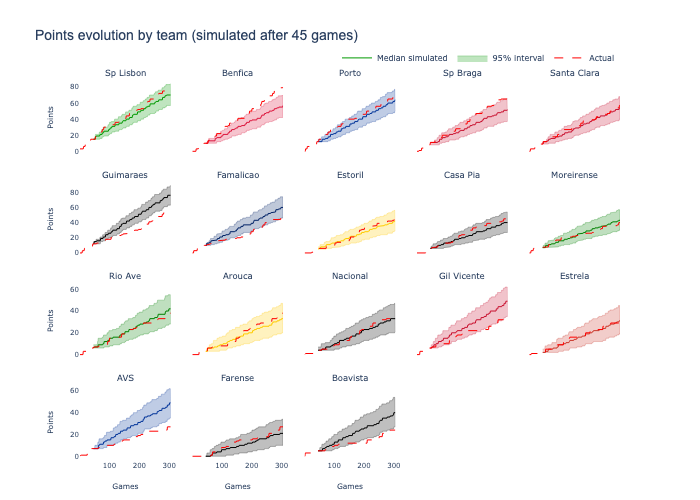 Points evolution by team (simulated after 45 games)
Median simulated 95% interval Actual
Sp Lisbon Benfica Porto Sp Braga Santa Clara
80
60
40
20
0
Points
Guimaraes Famalicao Estoril Casa Pia Moreirense
80
60
40
20
0
Points
Rio Ave Arouca Nacional Gil Vicente Estrela
60
40
20
0
Points
AVS Farense Boavista
60
40
20
0
Points
100 200 300 100 200 300 100 200 300
Games Games Games